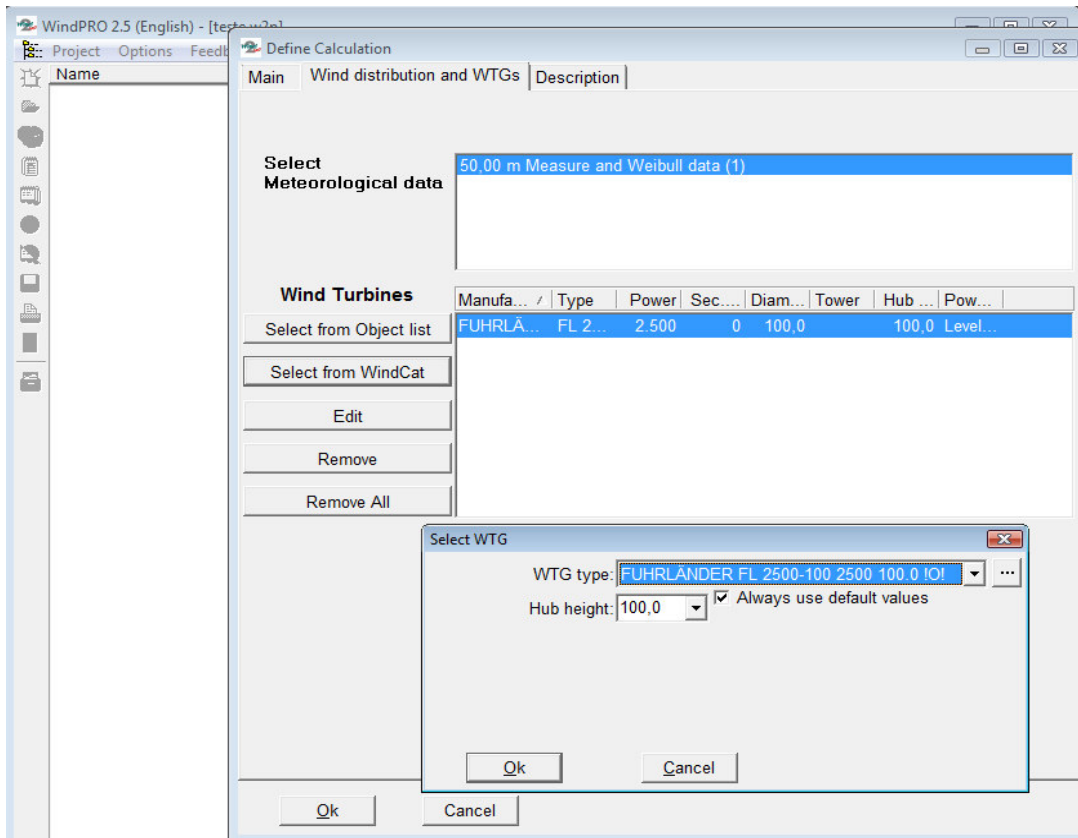 WindPRO 2.5 (English) - [teste.w2p]
Project Options Feedb
Name
Define Calculation
Main Wind distribution and WTGs Description
Select
Meteorological data
50,00 m Measure and Weibull data (1)
Wind Turbines
Manufa... / Type Power Sec.... Diam... Tower Hub ... Pow...
FUHRLÄ... FL 2... 2.500 0 100,0 100,0 Level...
Select from Object list
Select from WindCat
Edit
Remove
Remove All
Select WTG
WTG type: FUHRLÄNDER FL 2500-100 2500 100.0 !O! ...
Hub height: 100,0 Always use default values
Ok Cancel
Ok Cancel